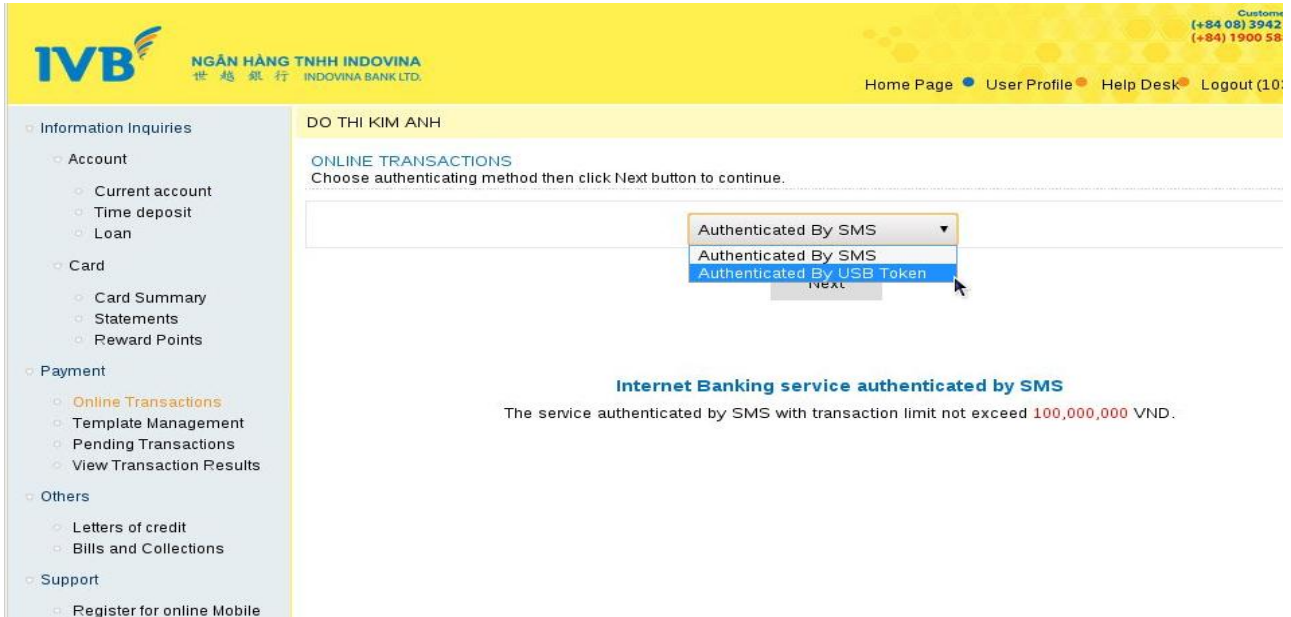 Custome
(+84 08) 3942
(+84) 1900 58
IVB
NGÂN HÀNG TNHH INDOVINA
世越銀行 INDOVINA BANK LTD.
Home Page User Profile Help Desk Logout (10
Information Inquiries
Account
Current account
Time deposit
Loan
Card
Card Summary
Statements
Reward Points
Payment
Online Transactions
Template Management
Pending Transactions
View Transaction Results
Others
Letters of credit
Bills and Collections
Support
Register for online Mobile
DO THI KIM ANH
ONLINE TRANSACTIONS
Choose authenticating method then click Next button to continue.
Authenticated By SMS
Authenticated By SMS
Authenticated By USB Token
Next
Internet Banking service authenticated by SMS
The service authenticated by SMS with transaction limit not exceed 100,000,000 VND.